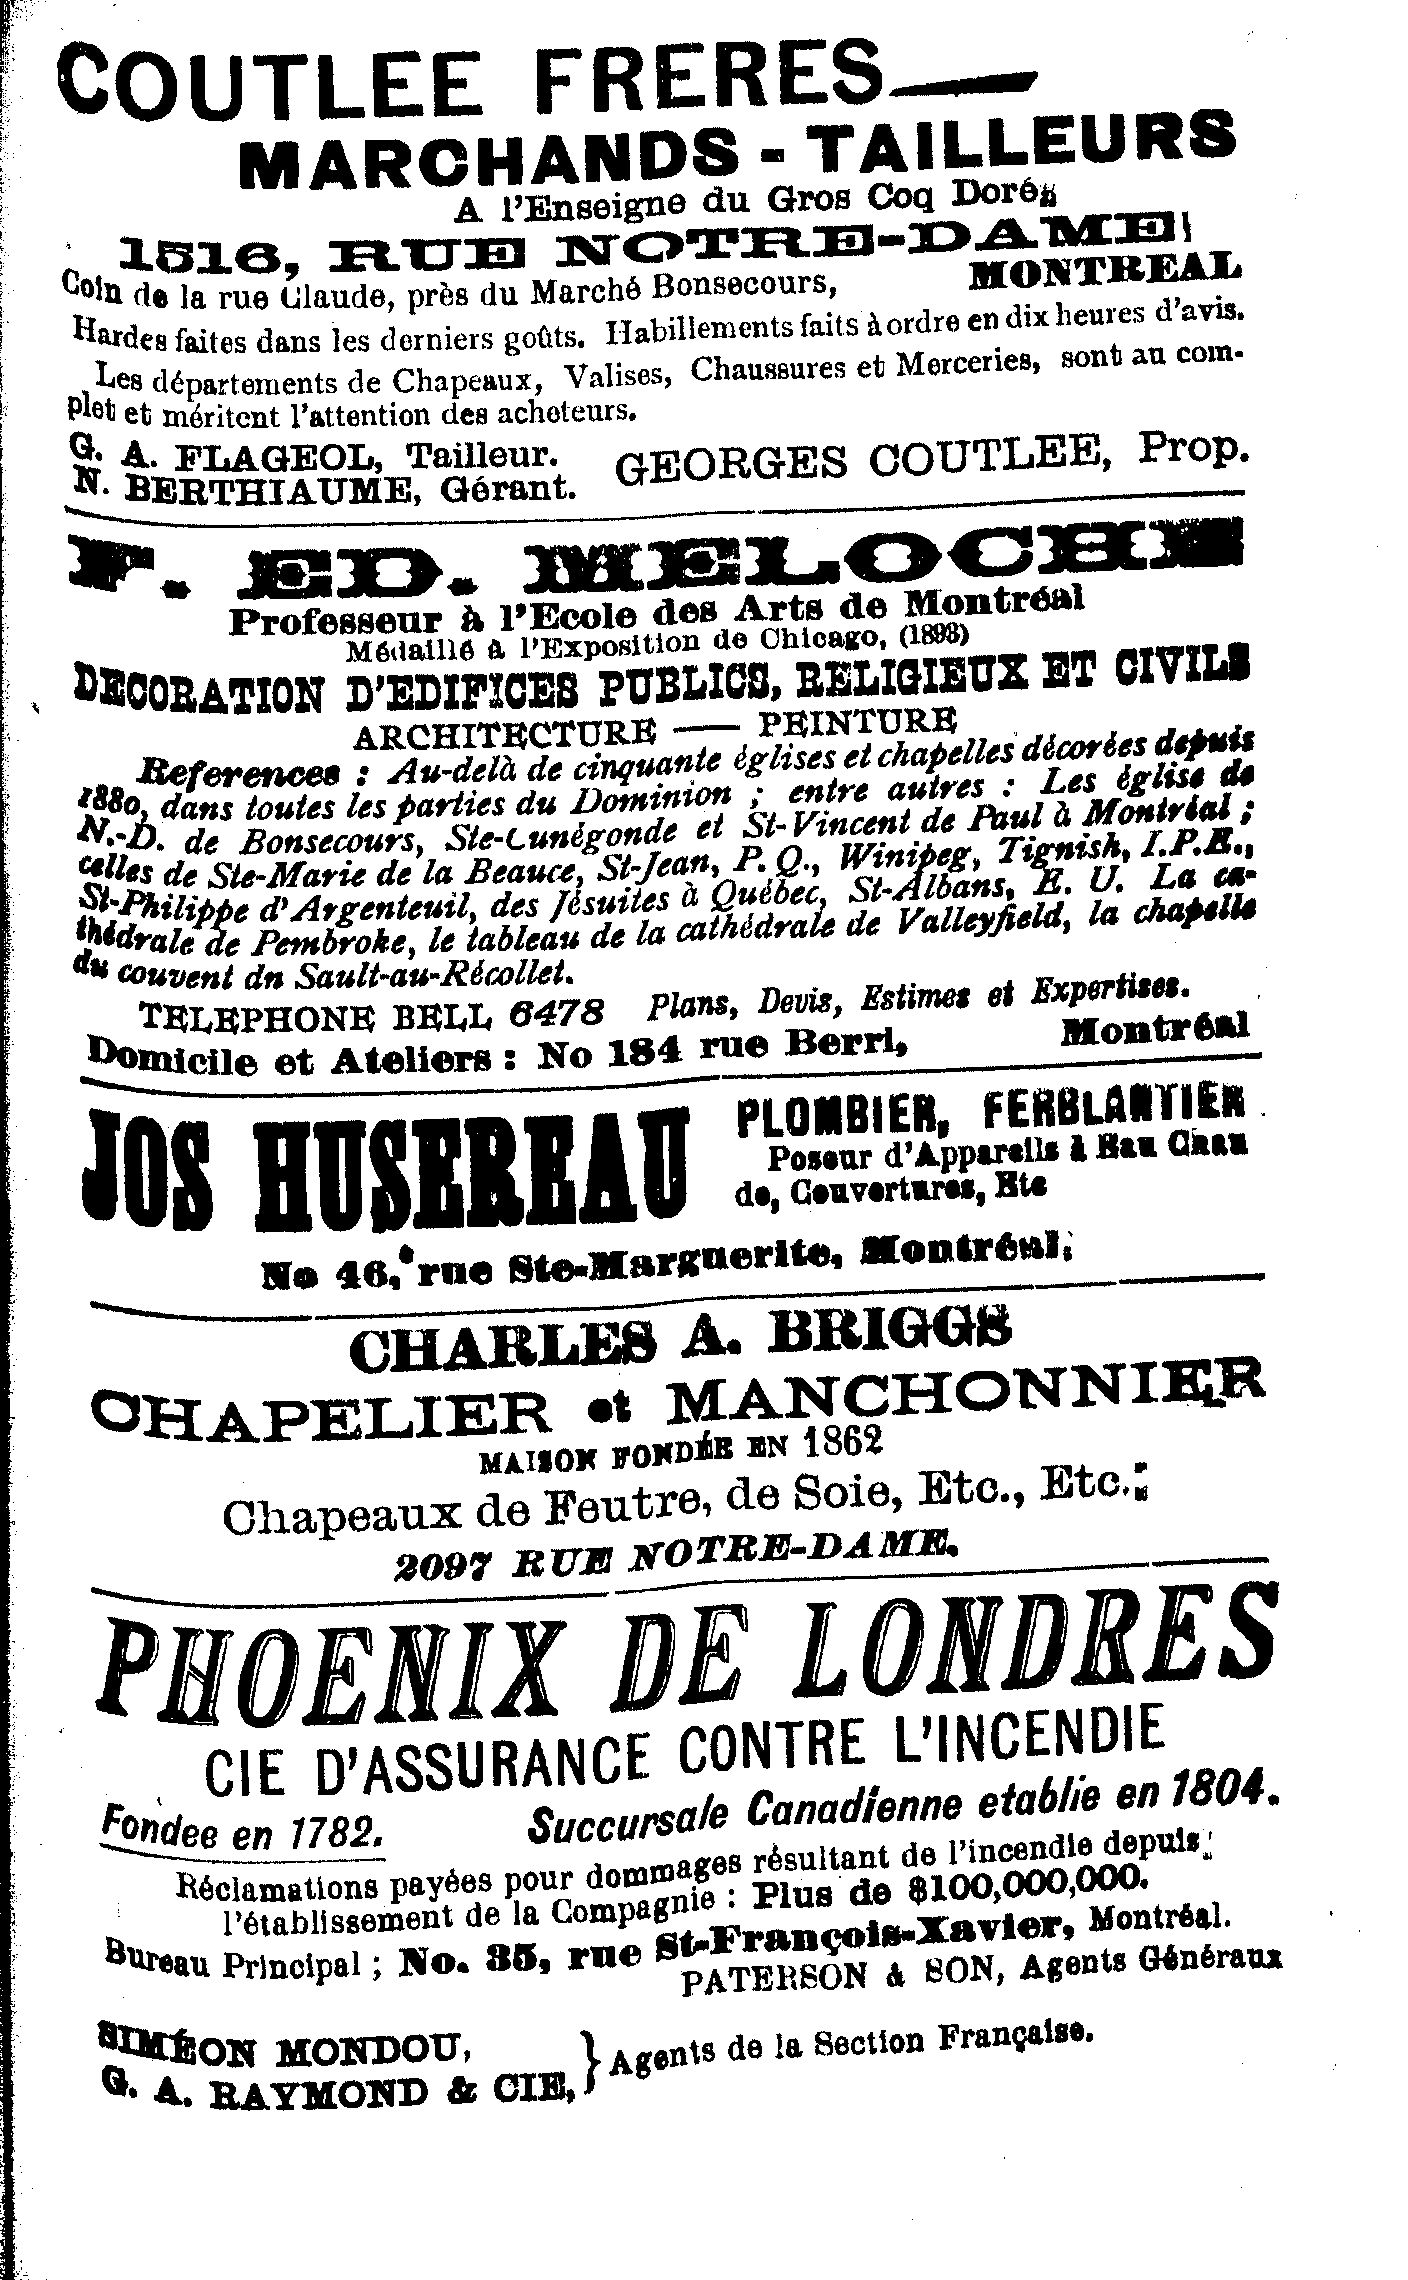 COUTLEE FRERES
MARCHANDS - TAILLEURS
A l'Enseigne du Gros Coq Doré
1516, RUE NOTRE-DAME
Coin de la rue Claude, près du Marché Bonsecours, MONTREAL
Hardes faites dans les derniers goûts. Habillements faits à ordre en dix heures d'avis.
Les départements de Chapeaux, Valises, Chaussures et Merceries, sont au com-
plet et méritent l'attention des acheteurs.
G. A. FLAGEOL, Tailleur.
N. BERTHIAUME, Gérant. GEORGES COUTLEE, Prop.
F. ED. MELOCHE
Professeur à l'Ecole des Arts de Montréal
Médaillé à l'Exposition de Chicago, (1893)
DECORATION D'EDIFICES PUBLICS, RELIGIEUX ET CIVILS
ARCHITECTURE — PEINTURE
References : Au-delà de cinquante églises et chapelles décorées depuis
1880, dans toutes les parties du Dominion ; entre autres : Les église de
N.-D. de Bonsecours, Ste-Cunégonde et St-Vincent de Paul à Montréal ;
celles de Ste-Marie de la Beauce, St-Jean, P. Q., Winipeg, Tignish, I.P.E.,
St-Philippe d'Argenteuil, des Jésuites à Québec, St-Albans, E. U. La ca-
thédrale de Pembroke, le tableau de la cathédrale de Valleyfield, la chapelle
du couvent dn Sault-au-Récollet.
TELEPHONE BELL 6478 Plans, Devis, Estimes et Expertises.
Domicile et Ateliers : No 184 rue Berri, Montréal
JOS HUSEREAU
PLOMBIER, FERBLANTIER
Poseur d'Appareils à Eau Chau
de, Couvertures, Etc
No 46, rue Ste-Marguerite, Montréal.
CHARLES A. BRIGGS
CHAPELIER et MANCHONNIER
MAISON FONDÉE EN 1862
Chapeaux de Feutre, de Soie, Etc., Etc.
2097 RUE NOTRE-DAME.
PHOENIX DE LONDRES
CIE D'ASSURANCE CONTRE L'INCENDIE
Fondee en 1782. Succursale Canadienne etablie en 1804.
Réclamations payées pour dommages résultant de l'incendie depuis
l'établissement de la Compagnie : Plus de $100,000,000.
Bureau Principal ; No. 35, rue St-François-Xavier, Montréal.
PATERSON & SON, Agents Généraux
SIMÉON MONDOU,
G. A. RAYMOND & CIE, } Agents de la Section Française.